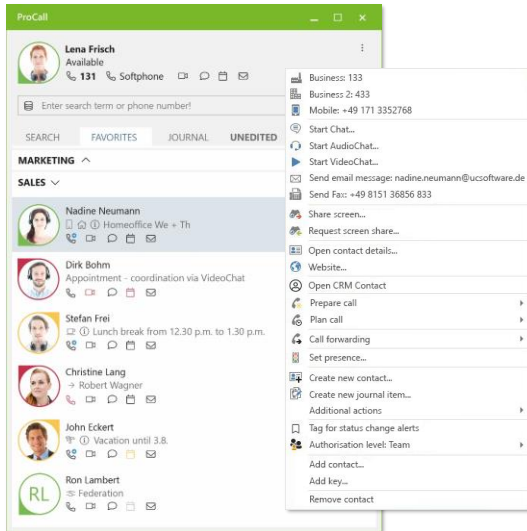 ProCall
Lena Frisch
Available
131 Softphone
Enter search term or phone number!
SEARCH FAVORITES JOURNAL UNEDITED
MARKETING
SALES
Nadine Neumann
Homeoffice We + Th
Dirk Bohm
Appointment - coordination via VideoChat
Stefan Frei
Lunch break from 12.30 p.m. to 1.30 p.m.
Christine Lang
→ Robert Wagner
John Eckert
Vacation until 3.8.
RL
Ron Lambert
Federation
Business: 133
Business 2: 433
Mobile: +49 171 3352768
Start Chat...
Start AudioChat...
Start VideoChat...
Send email message: nadine.neumann@ucsoftware.de
Send Fax: +49 8151 36856 833
Share screen...
Request screen share...
Open contact details...
Website...
Open CRM Contact
Prepare call
Plan call
Call forwarding
Set presence...
Create new contact...
Create new journal item...
Additional actions
Tag for status change alerts
Authorisation level: Team
Add contact...
Add key...
Remove contact